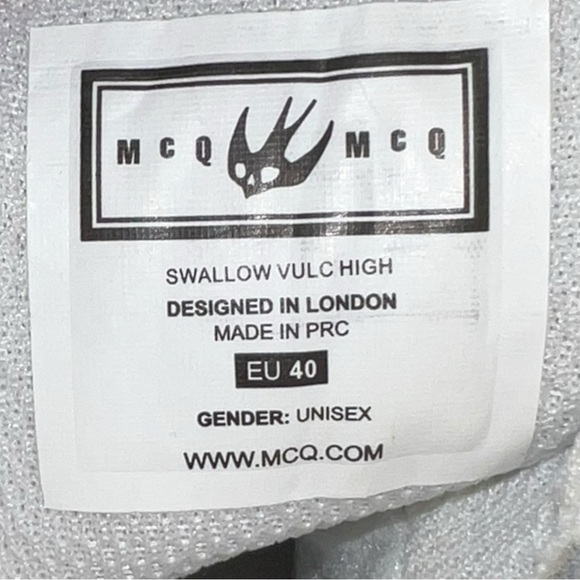 MCQ MCQ
SWALLOW VULC HIGH
DESIGNED IN LONDON
MADE IN PRC
EU 40
GENDER: UNISEX
WWW.MCQ.COM